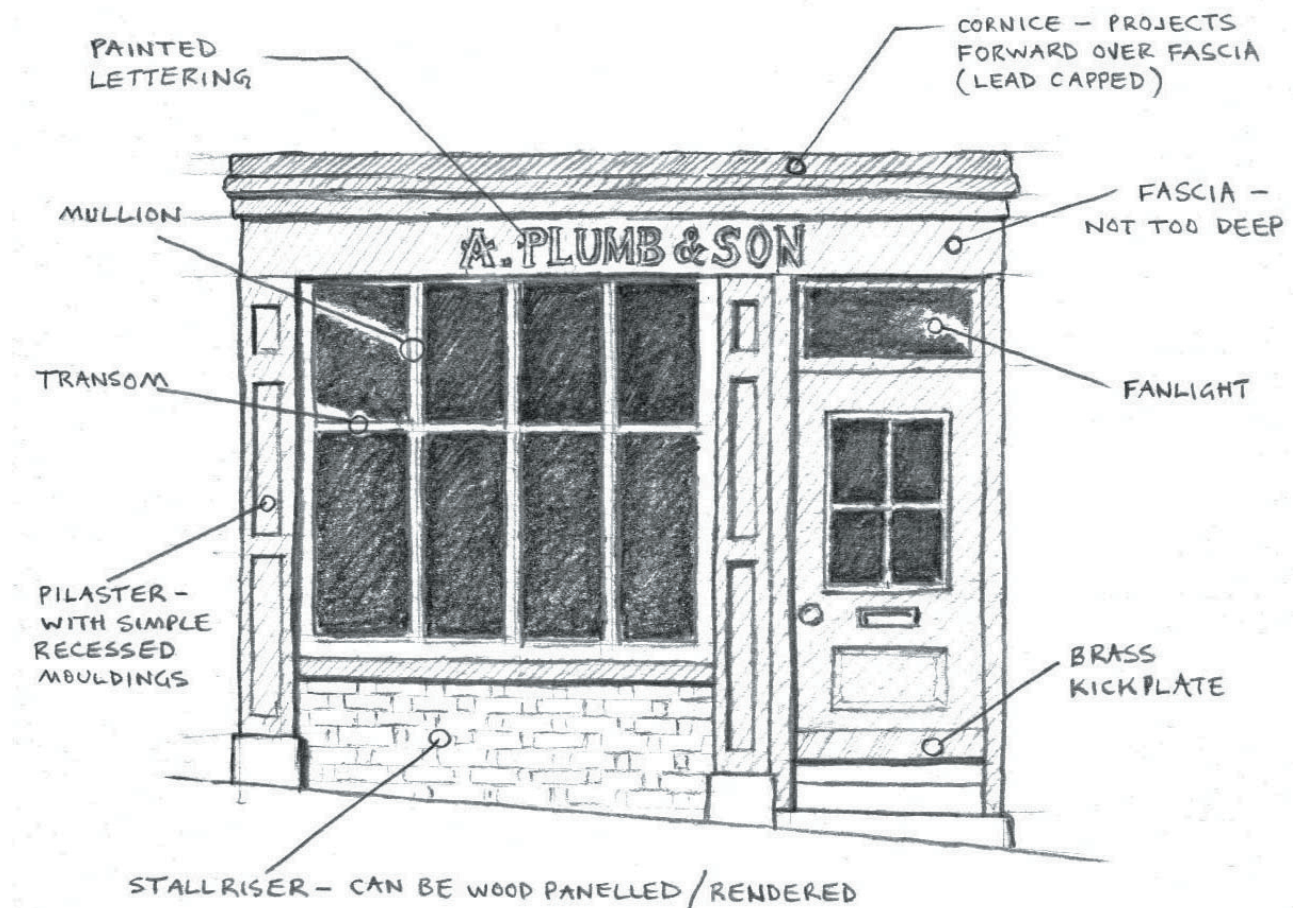 PAINTED
LETTERING
CORNICE – PROJECTS
FORWARD OVER FASCIA
(LEAD CAPPED)
MULLION
FASCIA –
NOT TOO DEEP
A. PLUMB & SON
TRANSOM
FANLIGHT
PILASTER –
WITH SIMPLE
RECESSED
MOULDINGS
BRASS
KICKPLATE
STALLRISER – CAN BE WOOD PANELLED / RENDERED